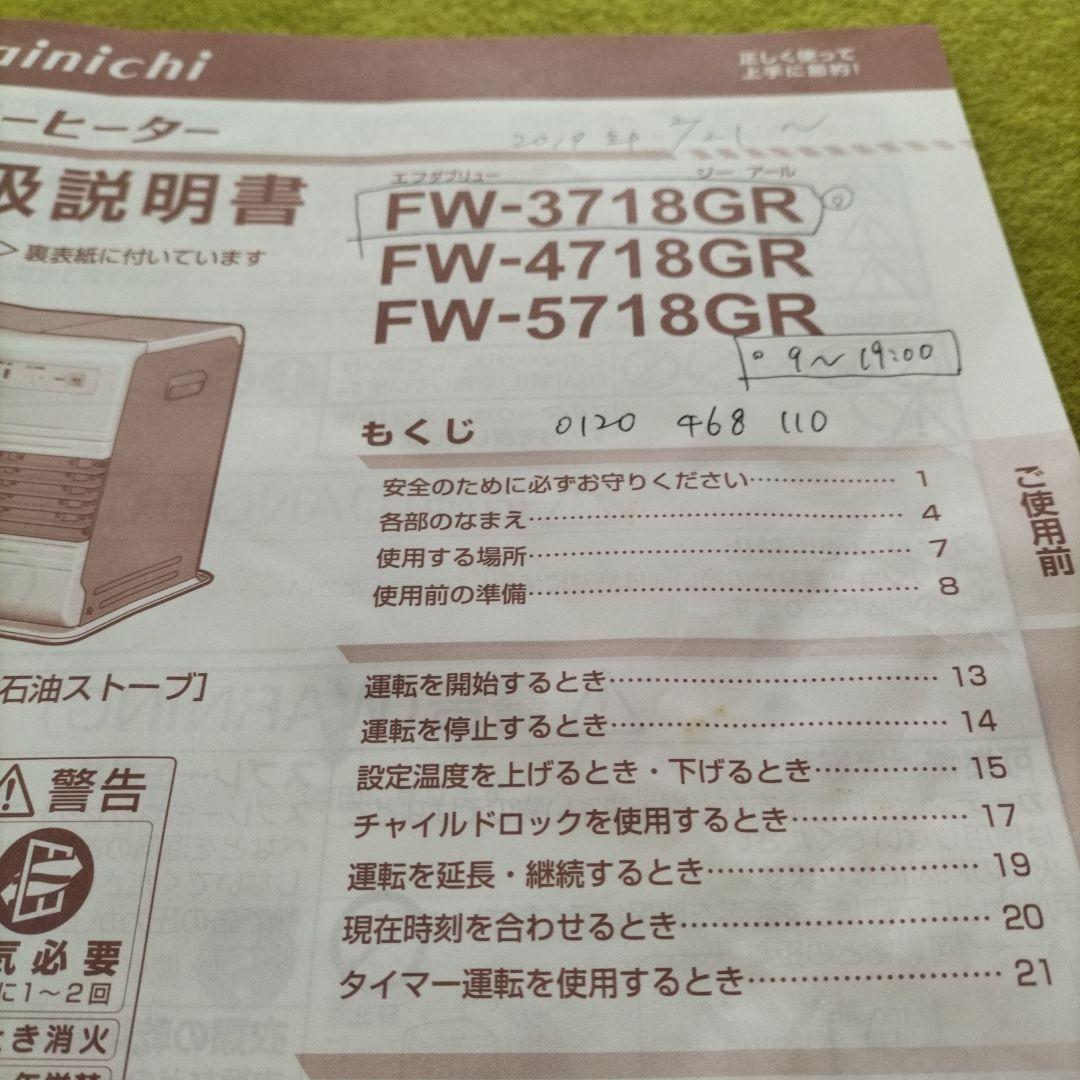 ainichi
正しく使って
上手に節約!
ーヒーター
2019年 2/21〜
扱説明書
エフダブリュー ジーアール
FW-3718GR
FW-4718GR
FW-5718GR
>裏表紙に付いています
。9〜19:00
もくじ 0120 468 110
安全のために必ずお守りください……………… 1
各部のなまえ……………… 4
使用する場所……………… 7
使用前の準備……………… 8
ご使用前
石油ストーブ]
運転を開始するとき……………… 13
運転を停止するとき……………… 14
設定温度を上げるとき・下げるとき……………… 15
チャイルドロックを使用するとき……………… 17
運転を延長・継続するとき……………… 19
現在時刻を合わせるとき……………… 20
タイマー運転を使用するとき……………… 21
警告
気必要
に1〜2回
とき消火